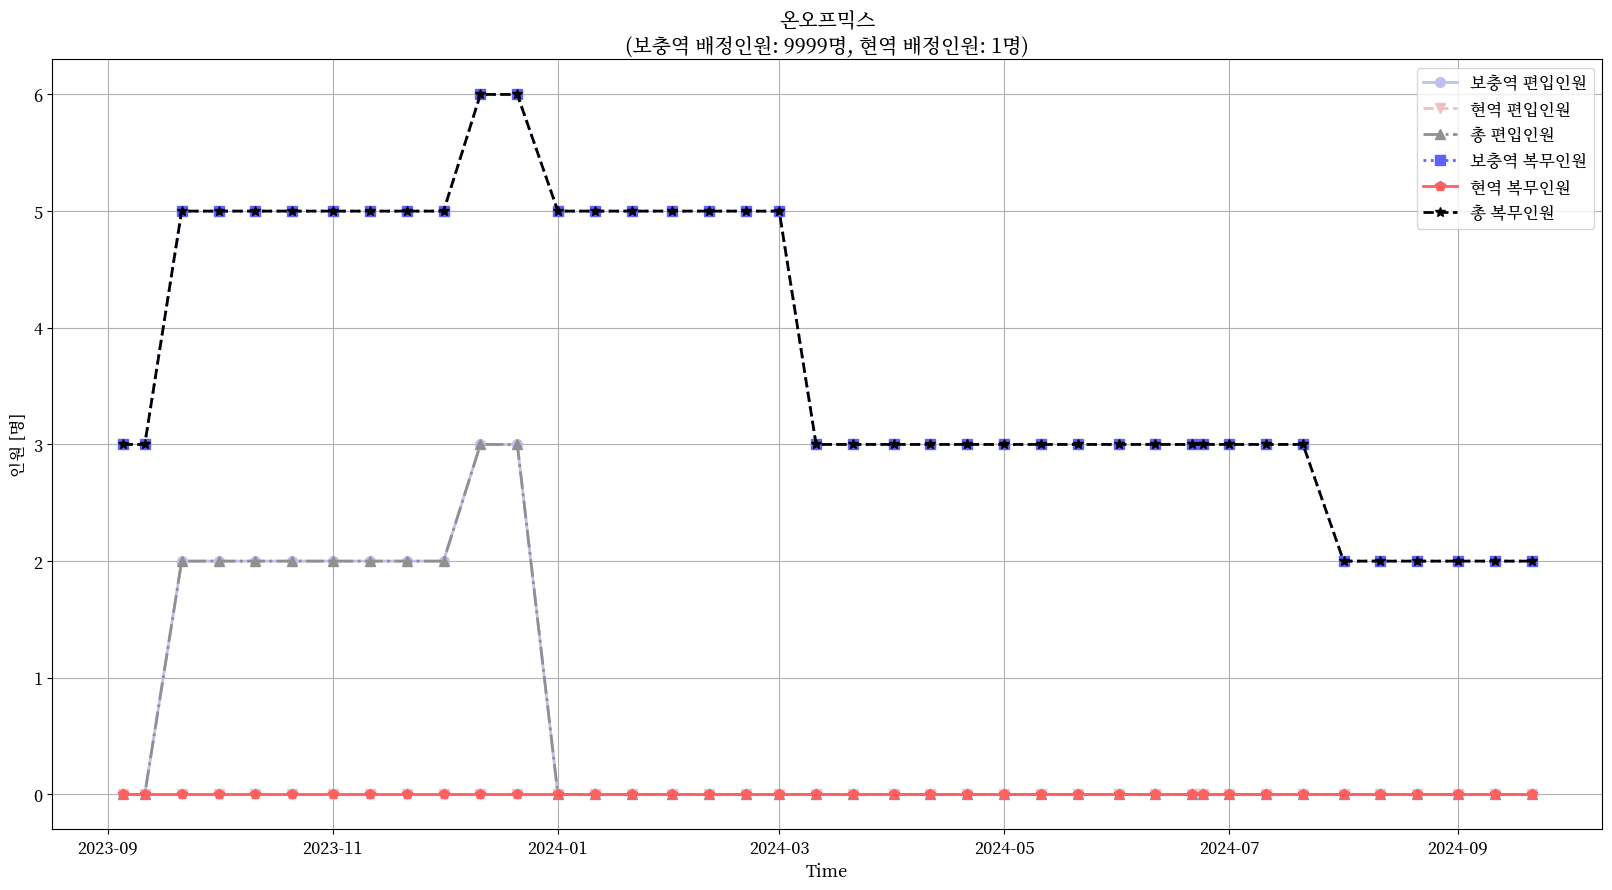 온오프믹스
(보충역 배정인원: 9999명, 현역 배정인원: 1명)
보충역 편입인원
현역 편입인원
총 편입인원
보충역 복무인원
현역 복무인원
총 복무인원
인원 [명]
6
5
4
3
2
1
0
2023-09
2023-11
2024-01
2024-03
2024-05
2024-07
2024-09
Time